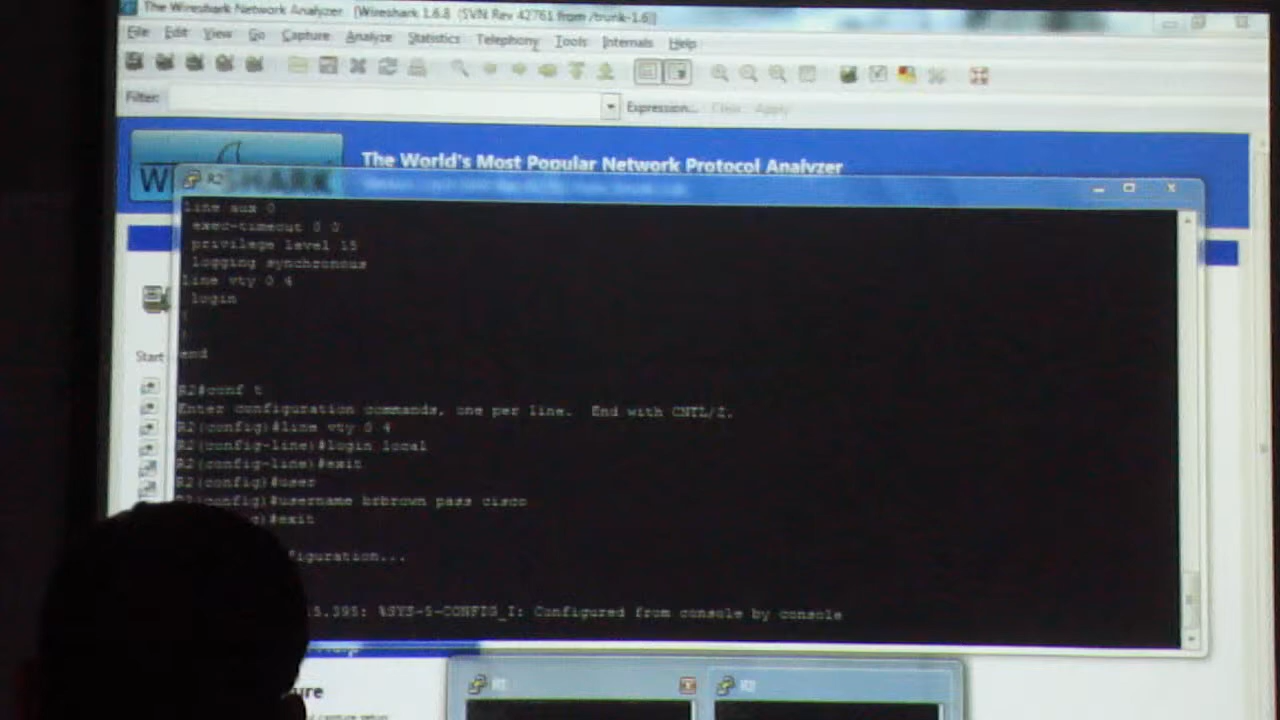 The Wireshark Network Analyzer [Wireshark 1.6.8 (SVN Rev 42761 from /trunk-1.6)]
File Edit View Go Capture Analyze Statistics Telephony Tools Internals Help
Filter: Expression... Clear Apply
The World's Most Popular Network Protocol Analyzer
R2
line aux 0
exec-timeout 0 0
privilege level 15
logging synchronous
line vty 0 4
login
!
!
end
Start
R2#conf t
Enter configuration commands, one per line. End with CNTL/Z.
R2(config)#line vty 0 4
R2(config-line)#login local
R2(config-line)#exit
R2(config)#user
R2(config)#username brbrown pass cisco
)#exit
figuration...
15.395: %SYS-5-CONFIG_I: Configured from console by console
Help
ure